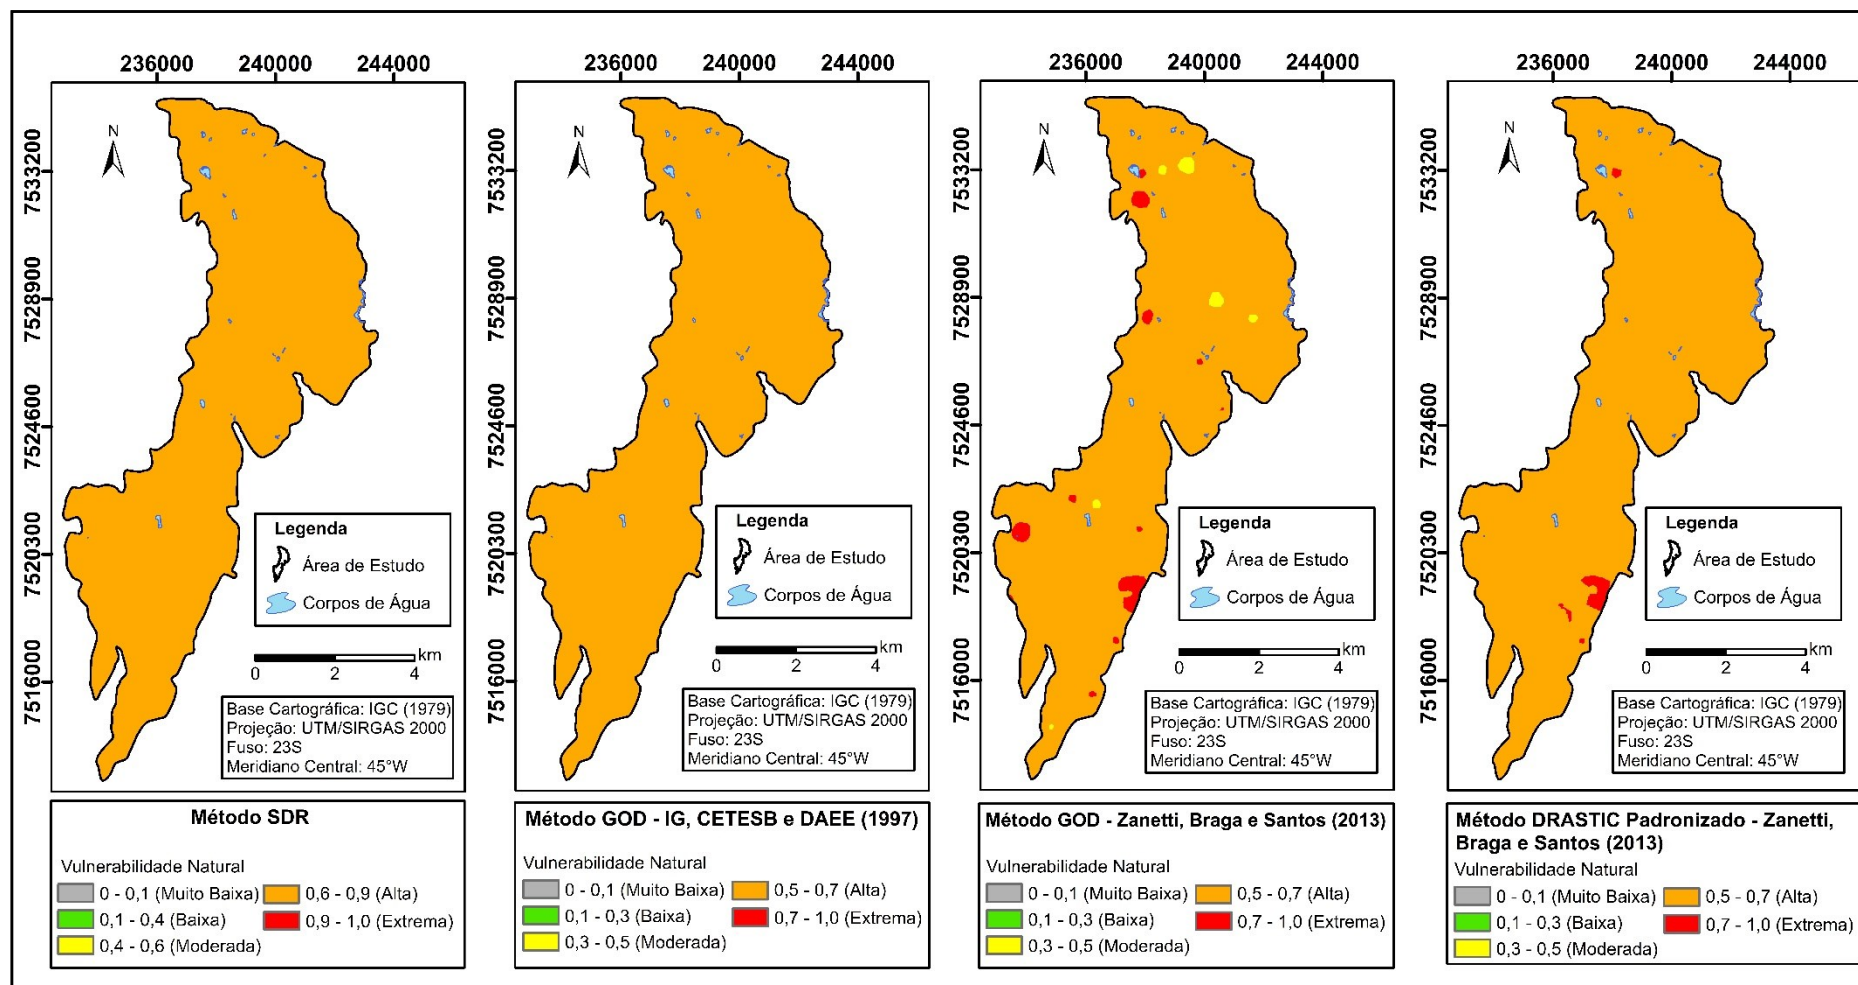 236000 240000 244000
7533200
7528900
7524600
7520300
7516000
N
Legenda
Área de Estudo
Corpos de Água
km
0 2 4
Base Cartográfica: IGC (1979)
Projeção: UTM/SIRGAS 2000
Fuso: 23S
Meridiano Central: 45°W
Método SDR
Vulnerabilidade Natural
0 - 0,1 (Muito Baixa) 0,6 - 0,9 (Alta)
0,1 - 0,4 (Baixa) 0,9 - 1,0 (Extrema)
0,4 - 0,6 (Moderada)
236000 240000 244000
7533200
7528900
7524600
7520300
7516000
N
Legenda
Área de Estudo
Corpos de Água
km
0 2 4
Base Cartográfica: IGC (1979)
Projeção: UTM/SIRGAS 2000
Fuso: 23S
Meridiano Central: 45°W
Método GOD - IG, CETESB e DAEE (1997)
Vulnerabilidade Natural
0 - 0,1 (Muito Baixa) 0,5 - 0,7 (Alta)
0,1 - 0,3 (Baixa) 0,7 - 1,0 (Extrema)
0,3 - 0,5 (Moderada)
236000 240000 244000
7533200
7528900
7524600
7520300
7516000
N
Legenda
Área de Estudo
Corpos de Água
km
0 2 4
Base Cartográfica: IGC (1979)
Projeção: UTM/SIRGAS 2000
Fuso: 23S
Meridiano Central: 45°W
Método GOD - Zanetti, Braga e Santos (2013)
Vulnerabilidade Natural
0 - 0,1 (Muito Baixa) 0,5 - 0,7 (Alta)
0,1 - 0,3 (Baixa) 0,7 - 1,0 (Extrema)
0,3 - 0,5 (Moderada)
236000 240000 244000
7533200
7528900
7524600
7520300
7516000
N
Legenda
Área de Estudo
Corpos de Água
km
0 2 4
Base Cartográfica: IGC (1979)
Projeção: UTM/SIRGAS 2000
Fuso: 23S
Meridiano Central: 45°W
Método DRASTIC Padronizado - Zanetti,
Braga e Santos (2013)
Vulnerabilidade Natural
0 - 0,1 (Muito Baixa) 0,5 - 0,7 (Alta)
0,1 - 0,3 (Baixa) 0,7 - 1,0 (Extrema)
0,3 - 0,5 (Moderada)